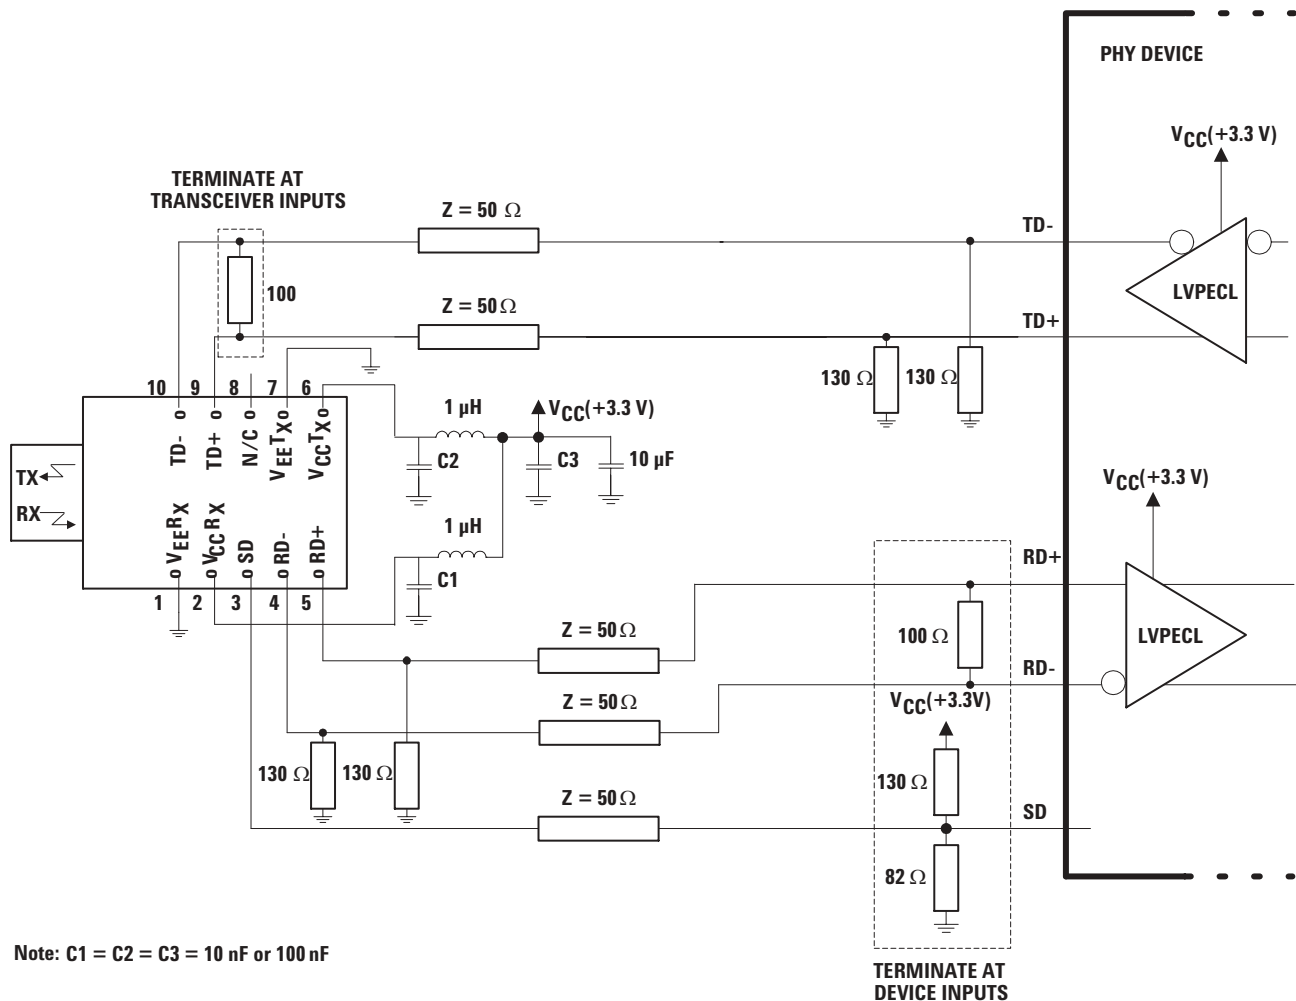 PHY DEVICE
VCC(+3.3 V)
TERMINATE AT
TRANSCEIVER INPUTS
Z = 50 Ω
TD-
LVPECL
100
Z = 50 Ω
TD+
130 Ω
130 Ω
10
9
8
7
6
TD-
TD+
N/C
VEETX
VCCTX
1 µH
VCC(+3.3 V)
C2
C3
10 µF
TX
RX
VCC(+3.3 V)
VEERX
VCCRX
SD
RD-
RD+
1 µH
C1
1
2
3
4
5
RD+
Z = 50 Ω
100 Ω
LVPECL
RD-
Z = 50 Ω
VCC(+3.3V)
130 Ω
130 Ω
130 Ω
Z = 50 Ω
SD
82 Ω
Note: C1 = C2 = C3 = 10 nF or 100 nF
TERMINATE AT
DEVICE INPUTS